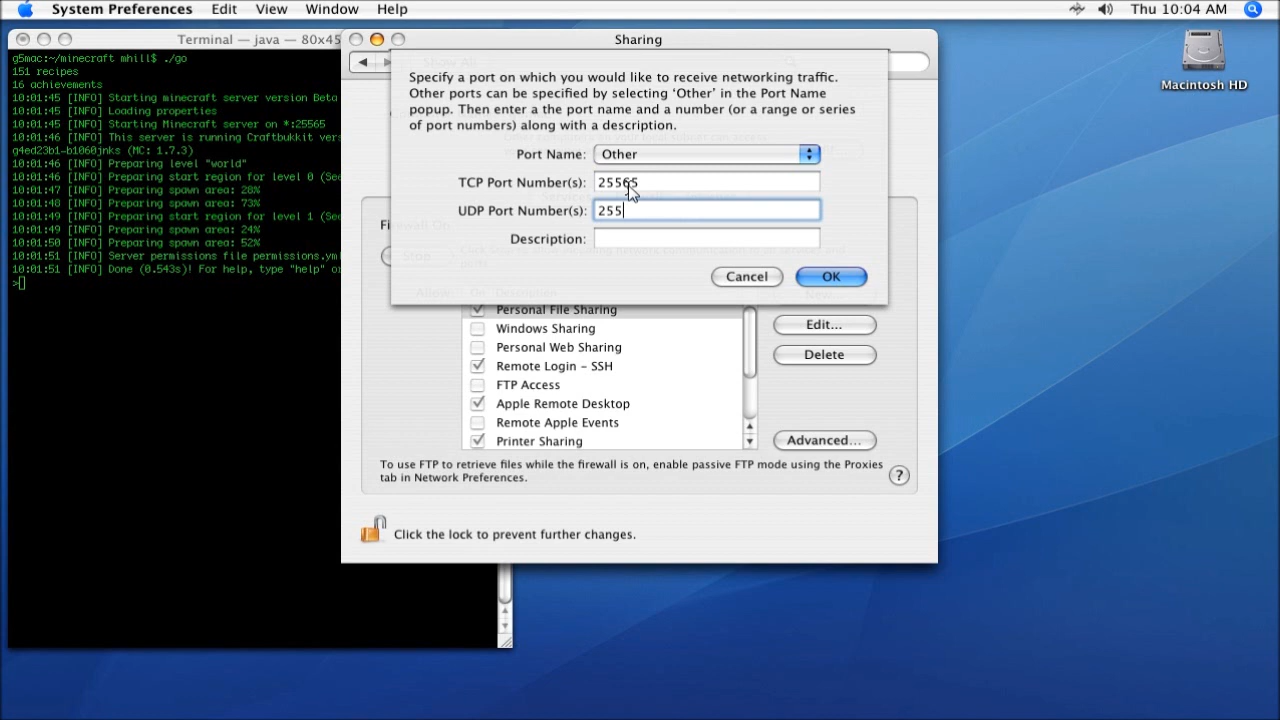 System Preferences Edit View Window Help Thu 10:04 AM
Terminal — java — 80x45
g5mac:~/minecraft mhill$ ./go
151 recipes
16 achievements
10:01:45 [INFO] Starting minecraft server version Beta
10:01:45 [INFO] Loading properties
10:01:45 [INFO] Starting Minecraft server on *:25565
10:01:46 [INFO] This server is running Craftbukkit vers
g4ed23b1-b1060jnks (MC: 1.7.3)
10:01:46 [INFO] Preparing level "world"
10:01:46 [INFO] Preparing start region for level 0 (See
10:01:47 [INFO] Preparing spawn area: 28%
10:01:48 [INFO] Preparing spawn area: 73%
10:01:49 [INFO] Preparing start region for level 1 (See
10:01:49 [INFO] Preparing spawn area: 24%
10:01:50 [INFO] Preparing spawn area: 52%
10:01:51 [INFO] Server permissions file permissions.yml
10:01:51 [INFO] Done (0.543s)! For help, type "help" or
>
Sharing
Show All
Specify a port on which you would like to receive networking traffic.
Other ports can be specified by selecting ‘Other’ in the Port Name
popup. Then enter a the port name and a number (or a range or series
of port numbers) along with a description.
Port Name: Other
TCP Port Number(s): 25565
UDP Port Number(s): 255
Description:
Cancel OK
Firewall On
Stop
Allow: On Description
New...
Personal File Sharing
Windows Sharing
Personal Web Sharing
Remote Login – SSH
FTP Access
Apple Remote Desktop
Remote Apple Events
Printer Sharing
Edit...
Delete
Advanced...
To use FTP to retrieve files while the firewall is on, enable passive FTP mode using the Proxies
tab in Network Preferences.
?
Click the lock to prevent further changes.
Macintosh HD